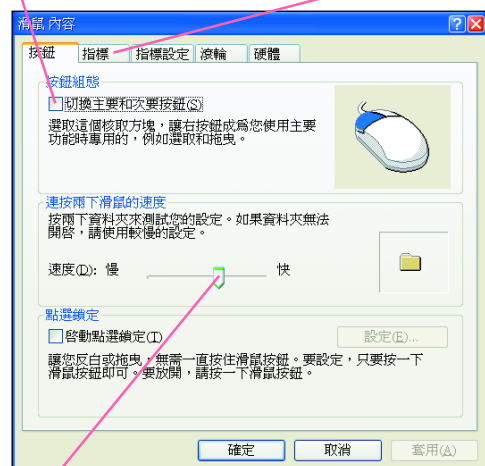 滑鼠 內容
按鈕 指標 指標設定 滾輪 硬體
按鈕組態
切換主要和次要按鈕(S)
選取這個核取方塊，讓右按鈕成為您使用主要
功能時專用的，例如選取和拖曳。
連按兩下滑鼠的速度
按兩下資料夾來測試您的設定。如果資料夾無法
開啓，請使用較慢的設定。
速度(D): 慢 快
點選鎖定
啓動點選鎖定(T)
設定(E)...
讓您反白或拖曳，無需一直按住滑鼠按鈕。要設定，只要按一下
滑鼠按鈕即可。要放開，請按一下滑鼠按鈕。
確定 取消 套用(A)